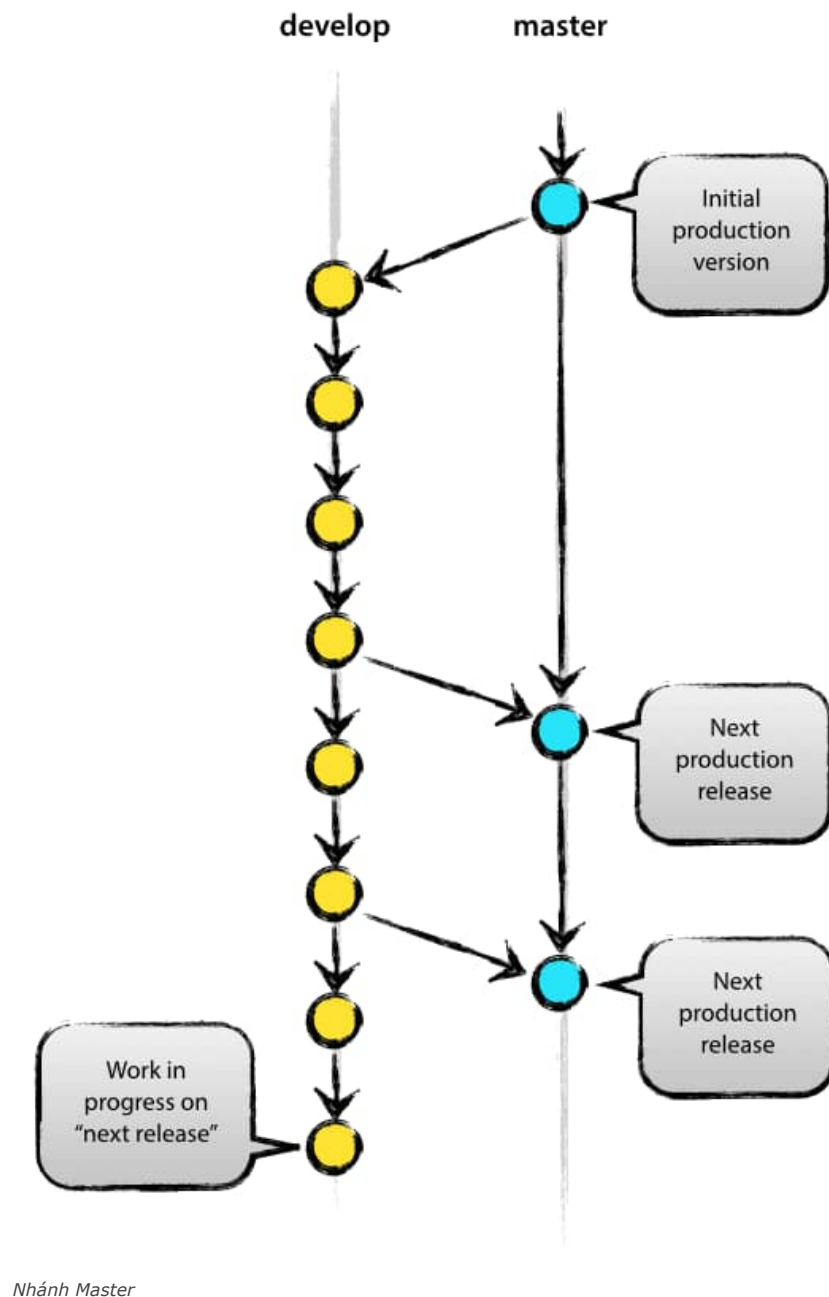 develop
master
Initial
production
version
Next
production
release
Next
production
release
Work in
progress on
“next release”
Nhánh Master